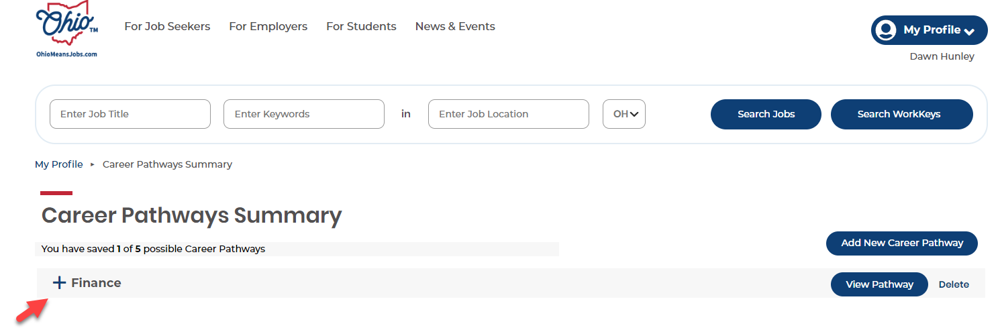 Ohio TM
OhioMeansJobs.com
For Job Seekers For Employers For Students News & Events
My Profile
Dawn Hunley
Enter Job Title Enter Keywords in Enter Job Location OH Search Jobs Search WorkKeys
My Profile ▸ Career Pathways Summary
Career Pathways Summary
You have saved 1 of 5 possible Career Pathways
Add New Career Pathway
+ Finance View Pathway Delete